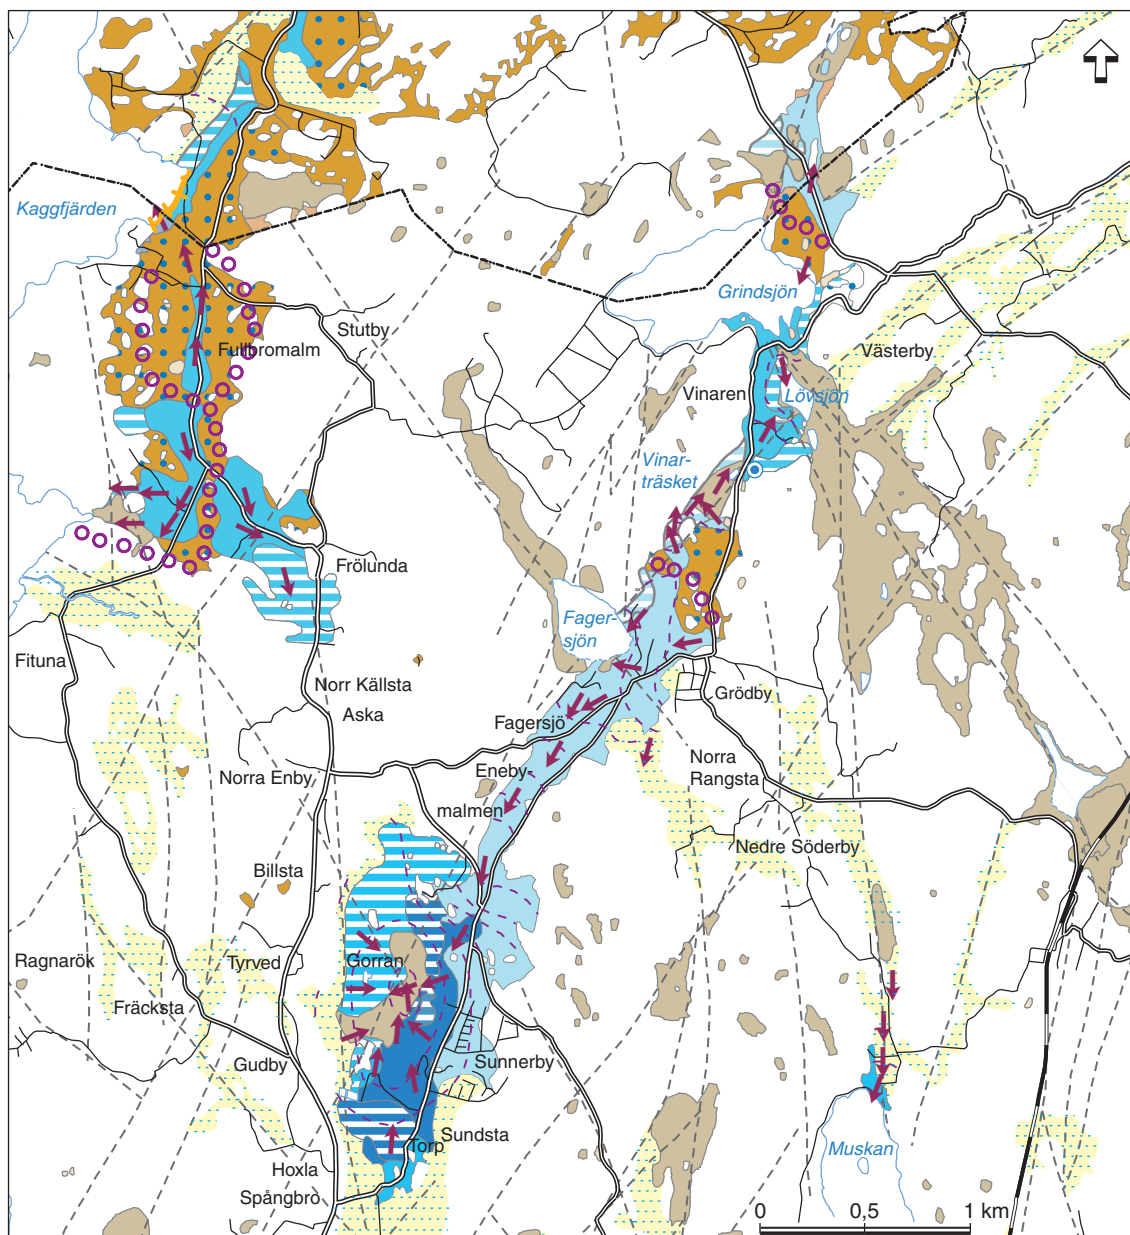 Kaggfjärden
Grindsjön
Stutby
Fullbromalm
Västerby
Vinaren
Lövsjön
Vinar-
träsket
Frölunda
Fager-
sjön
Fituna
Norr Källsta
Aska
Grödby
Fagersjö
Norra
Rangsta
Norra Enby
Eneby-
malmen
Nedre Söderby
Billsta
Ragnarök
Tyrved
Gorran
Fräcksta
Gudby
Sunnerby
Sundsta
Torp
Muskan
Hoxla
Spångbro
0
0,5
1 km